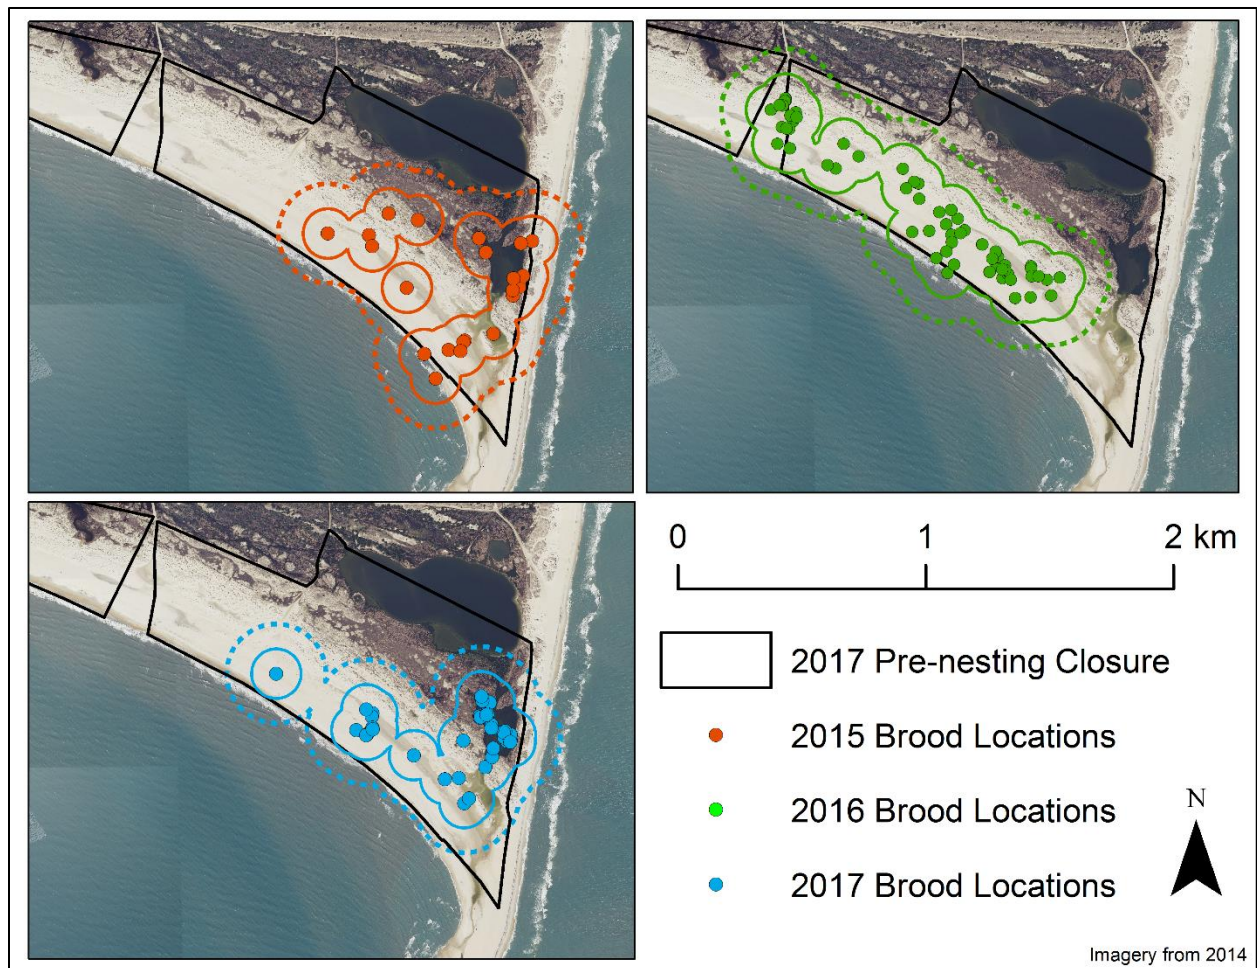 0 1 2 km
2017 Pre-nesting Closure
2015 Brood Locations
2016 Brood Locations
2017 Brood Locations
N
Imagery from 2014